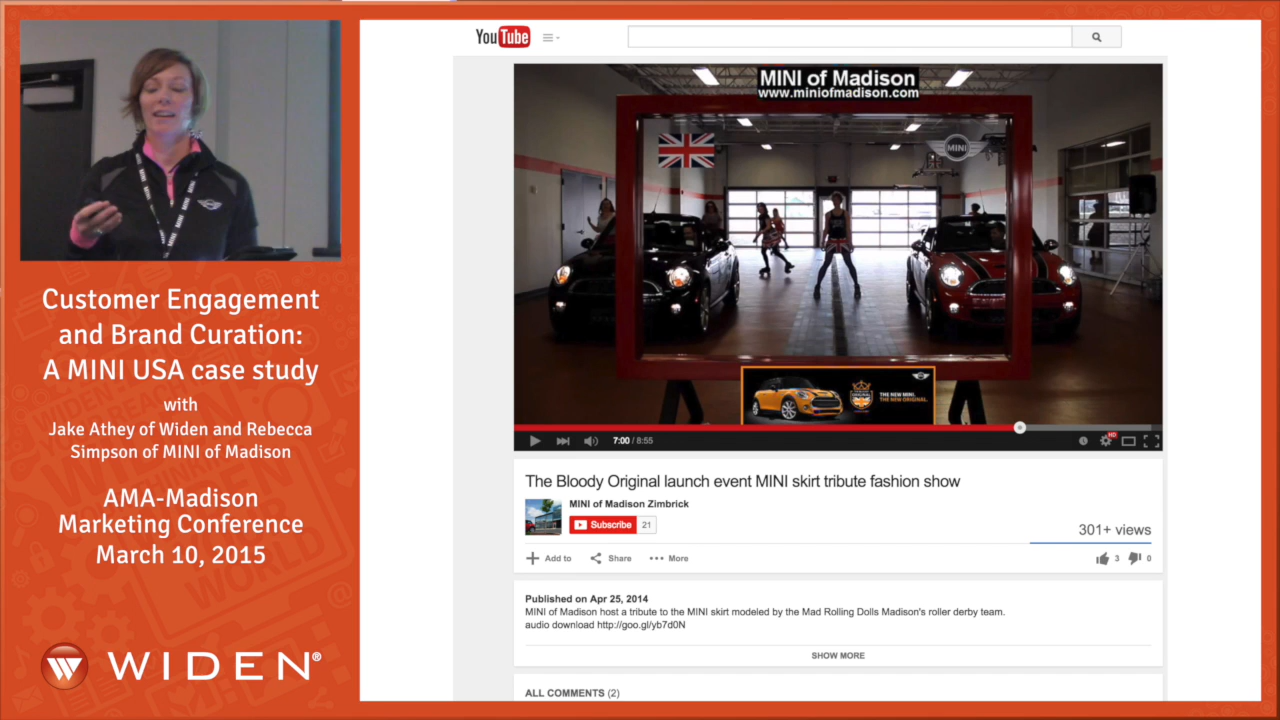 Customer Engagement
and Brand Curation:
A MINI USA case study
with
Jake Athey of Widen and Rebecca
Simpson of MINI of Madison
AMA-Madison
Marketing Conference
March 10, 2015
WIDEN®
YouTube
MINI of Madison
www.miniofmadison.com
MINI
THE NEW MINI.
THE NEW ORIGINAL.
7:00 / 8:55
HD
The Bloody Original launch event MINI skirt tribute fashion show
MINI of Madison Zimbrick
Subscribe 21
301+ views
Add to Share More 3 0
Published on Apr 25, 2014
MINI of Madison host a tribute to the MINI skirt modeled by the Mad Rolling Dolls Madison's roller derby team.
audio download http://goo.gl/yb7d0N
SHOW MORE
ALL COMMENTS (2)